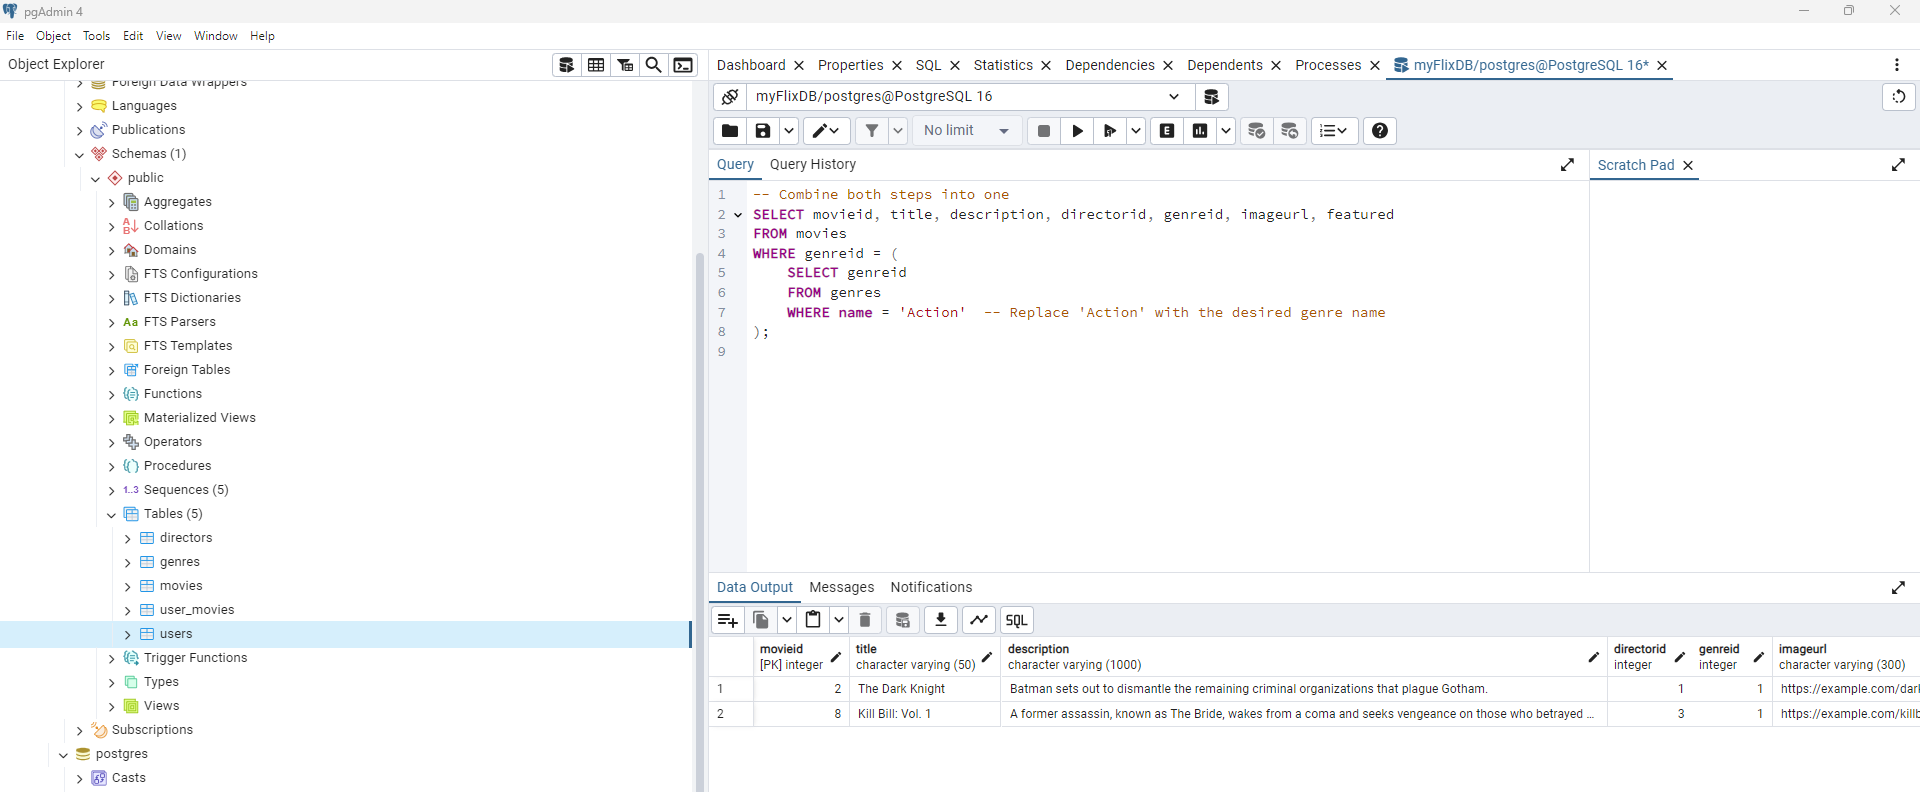 pgAdmin 4
File Object Tools Edit View Window Help
Object Explorer
Foreign Data Wrappers
Languages
Publications
Schemas (1)
public
Aggregates
Collations
Domains
FTS Configurations
FTS Dictionaries
Aa FTS Parsers
FTS Templates
Foreign Tables
Functions
Materialized Views
Operators
Procedures
1..3 Sequences (5)
Tables (5)
directors
genres
movies
user_movies
users
Trigger Functions
Types
Views
Subscriptions
postgres
Casts
Dashboard Properties SQL Statistics Dependencies Dependents Processes myFlixDB/postgres@PostgreSQL 16*
myFlixDB/postgres@PostgreSQL 16
No limit E
Query Query History
Scratch Pad
1 -- Combine both steps into one
2 SELECT movieid, title, description, directorid, genreid, imageurl, featured
3 FROM movies
4 WHERE genreid = (
5 SELECT genreid
6 FROM genres
7 WHERE name = 'Action' -- Replace 'Action' with the desired genre name
8 );
9
Data Output Messages Notifications
SQL
movieid title description directorid genreid imageurl
[PK] integer character varying (50) character varying (1000) integer integer character varying (300)
1 2 The Dark Knight Batman sets out to dismantle the remaining criminal organizations that plague Gotham. 1 1 https://example.com/dark
2 8 Kill Bill: Vol. 1 A former assassin, known as The Bride, wakes from a coma and seeks vengeance on those who betrayed ... 3 1 https://example.com/killb